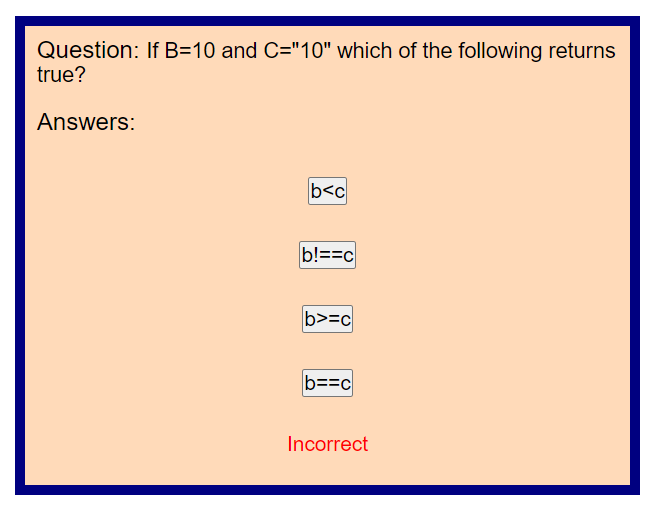 Question: If B=10 and C="10" which of the following returns
true?
Answers:
b<c
b!==c
b>=c
b==c
Incorrect